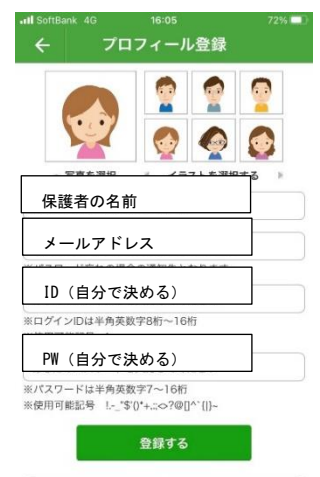 SoftBank 4G 16:05 72%
プロフィール登録
写真を選択 イラストを選択する
保護者の名前
メールアドレス
ID（自分で決める）
※ログインIDは半角英数字8桁～16桁
PW（自分で決める）
※パスワードは半角英数字7～16桁
※使用可能記号 !.-_"$'()*+,:;<>?@[]^`{|}~
登録する